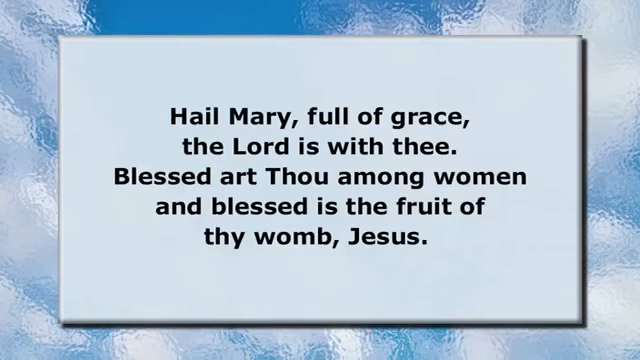 Hail Mary, full of grace,
the Lord is with thee.
Blessed art Thou among women
and blessed is the fruit of
thy womb, Jesus.